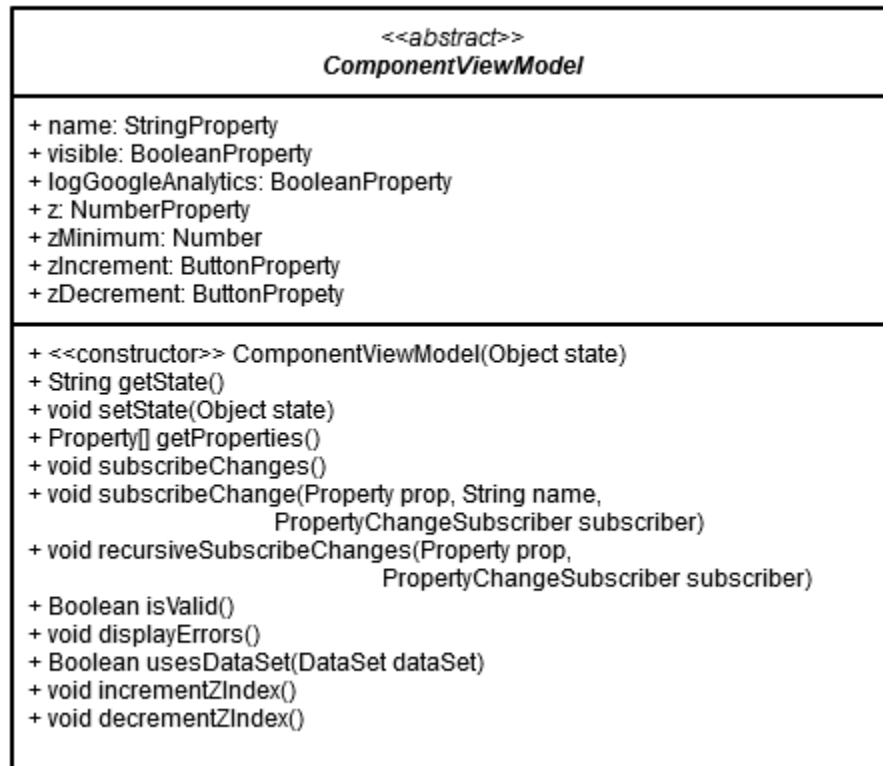 <<abstract>>
ComponentViewModel
+ name: StringProperty
+ visible: BooleanProperty
+ logGoogleAnalytics: BooleanProperty
+ z: NumberProperty
+ zMinimum: Number
+ zIncrement: ButtonProperty
+ zDecrement: ButtonPropety
+ <<constructor>> ComponentViewModel(Object state)
+ String getState()
+ void setState(Object state)
+ Property[] getProperties()
+ void subscribeChanges()
+ void subscribeChange(Property prop, String name,
PropertyChangeSubscriber subscriber)
+ void recursiveSubscribeChanges(Property prop,
PropertyChangeSubscriber subscriber)
+ Boolean isValid()
+ void displayErrors()
+ Boolean usesDataSet(DataSet dataSet)
+ void incrementZIndex()
+ void decrementZIndex()